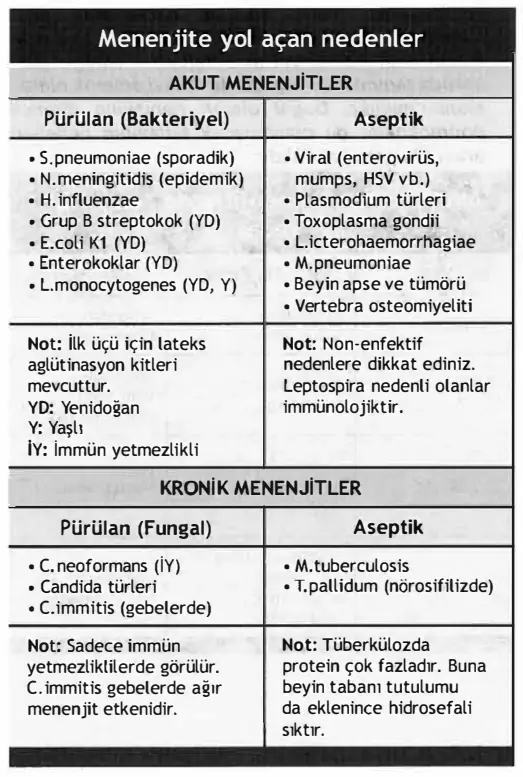 Menenjite yol açan nedenler
AKUT MENENJİTLER
Pürülan (Bakteriyel)
• S.pneumoniae (sporadik)
• N.meningitidis (epidemik)
• H.influenzae
• Grup B streptokok (YD)
• E.coli K1 (YD)
• Enterokoklar (YD)
• L.monocytogenes (YD, Y)
Aseptik
• Viral (enterovirüs,
mumps, HSV vb.)
• Plasmodium türleri
• Toxoplasma gondii
• L.icterohaemorrhagiae
• M.pneumoniae
• Beyin apse ve tümörü
• Vertebra osteomiyeliti
Not: İlk üçü için lateks
aglütinasyon kitleri
mevcuttur.
YD: Yenidoğan
Y: Yaşlı
İY: İmmün yetmezlikli
Not: Non-enfektif
nedenlere dikkat ediniz.
Leptospira nedenli olanlar
immünolojiktir.
KRONİK MENENJİTLER
Pürülan (Fungal)
• C.neoformans (İY)
• Candida türleri
• C.immitis (gebelerde)
Aseptik
• M.tuberculosis
• T.pallidum (nörosifilizde)
Not: Sadece immün
yetmezliklilerde görülür.
C.immitis gebelerde ağır
menenjit etkenidir.
Not: Tüberkülozda
protein çok fazladır. Buna
beyin tabanı tutulumu
da eklenince hidrosefali
sıktır.